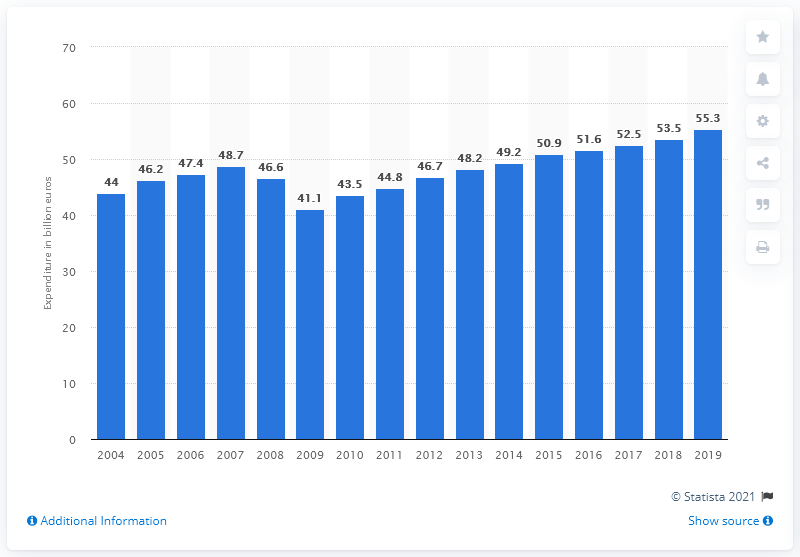 70
60
50
40
30
20
10
0
Expenditure in billion euros
44 46.2 47.4 48.7 46.6 41.1 43.5 44.8 46.7 48.2 49.2 50.9 51.6 52.5 53.5 55.3
2004 2005 2006 2007 2008 2009 2010 2011 2012 2013 2014 2015 2016 2017 2018 2019
© Statista 2021
Additional Information Show source